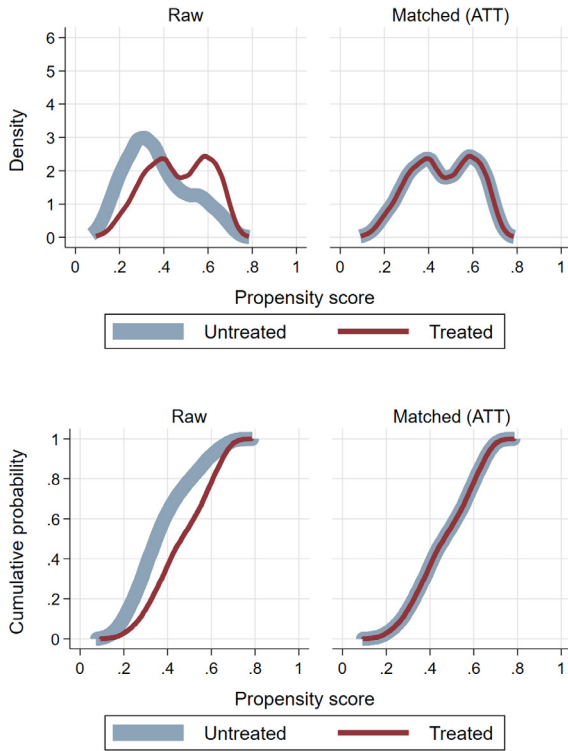 Raw
Matched (ATT)
Density
6
5
4
3
2
1
0
0 .2 .4 .6 .8 1
0 .2 .4 .6 .8 1
Propensity score
Untreated
Treated
Raw
Matched (ATT)
Cumulative probability
1
.8
.6
.4
.2
0
0 .2 .4 .6 .8 1
0 .2 .4 .6 .8 1
Propensity score
Untreated
Treated